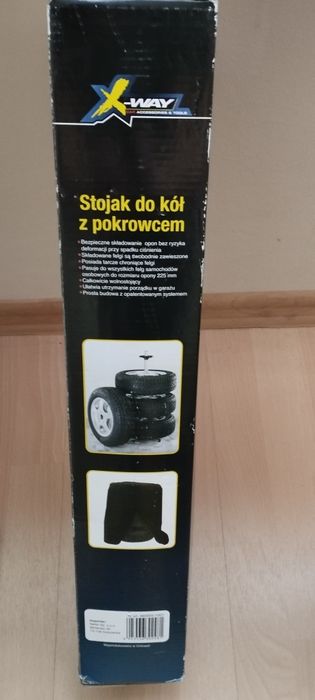 X-WAY
CAR ACCESSORIES & TOOLS
Stojak do kół
z pokrowcem
• Bezpieczne składowanie opon bez ryzyka
deformacji przy spadku ciśnienia
• Składowane felgi są swobodnie zawieszone
• Posiada tarcze chroniące felgi
• Pasuje do wszystkich felg samochodów
osobowych do rozmiaru opony 225 mm
• Całkowicie wolnostojący
• Ułatwia utrzymanie porządku w garażu
• Prosta budowa z opatentowanym systemem
Importer:
Wyprodukowano w Chinach